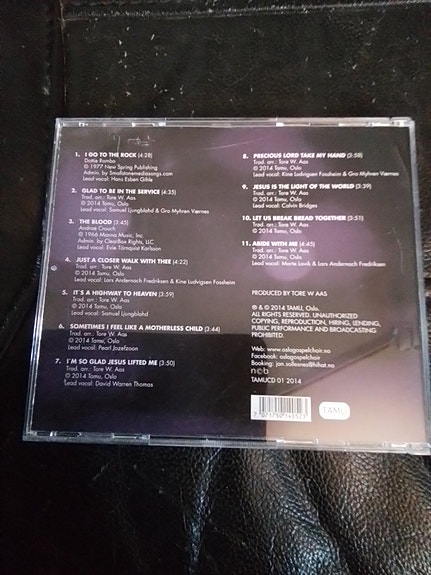 1. I GO TO THE ROCK (4:28)
Dottie Rambo
© 1977 New Spring Publishing
Admin. by Smallstonemediasongs.com
Lead vocal: Hans Esben Gihle
2. GLAD TO BE IN THE SERVICE (4:35)
Trad. arr.: Tore W. Aas
© 2014 Tamu, Oslo
Lead vocal: Samuel Ljungblahd & Gro Myhren Værnes
3. THE BLOOD (3:45)
Andraé Crouch
© 1966 Manna Music, Inc.
Admin. by ClearBox Rights, LLC
Lead vocal: Evie Törnquist Karlsson
4. JUST A CLOSER WALK WITH THEE (4:22)
Trad. arr.: Tore W. Aas
© 2014 Tamu, Oslo
Lead vocal: Lars Andernach Fredriksen & Kine Ludvigsen Fossheim
5. IT'S A HIGHWAY TO HEAVEN (3:59)
Trad. arr.: Tore W. Aas
© 2014 Tamu, Oslo
Lead vocal: Samuel Ljungblahd
6. SOMETIMES I FEEL LIKE A MOTHERLESS CHILD (3:44)
Trad. arr.: Tore W. Aas
© 2014 Tamu, Oslo
Lead vocal: Pearl Jozefzoon
7. I'M SO GLAD JESUS LIFTED ME (3:50)
Trad. arr.: Tor W. Aas
© 2014 Tamu, Oslo
Lead vocal: David Warren Thomas
8. PRECIOUS LORD TAKE MY HAND (3:58)
Trad. arr.: Tore W. Aas
© 2014 Tamu, Oslo
Lead vocal: Kine Ludvigsen Fossheim & Gro Myhren Værnes
9. JESUS IS THE LIGHT OF THE WORLD (3:39)
Trad. arr.: Tore W. Aas
© 2014 Tamu, Oslo
Lead vocal: Calvin Bridges
10. LET US BREAK BREAD TOGETHER (3:51)
Trad. arr.: Tore W. Aas
© 2014 Tamu, Oslo
11. ABIDE WITH ME (4:45)
Trad. arr.: Tore W. Aas
© 2014 Tamu, Oslo
Lead vocal: Marte Lovik & Lars Andernach Fredriksen
PRODUCED BY TORE W AAS
℗ & © 2014 TAMU, Oslo.
ALL RIGHTS RESERVED. UNAUTHORIZED
COPYING, REPRODUCTION, HIRING, LENDING,
PUBLIC PERFORMANCE AND BROADCASTING
PROHIBITED.
Web: www.oslogospelchoir.no
Facebook: oslogospelchoir
Booking: jan.sollesnes@hihat.no
ncb
TAMUCD 01 2014
TAMU